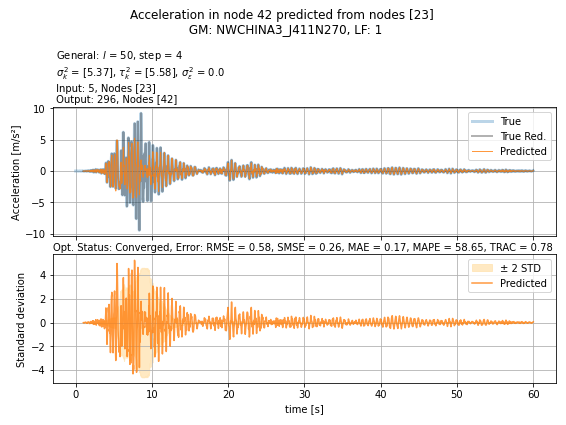 Acceleration in node 42 predicted from nodes [23]
GM: NWCHINA3_J411N270, LF: 1
General: l = 50, step = 4
σ²ₖ = [5.37], τ²ₖ = [5.58], σ²ε = 0.0
Input: 5, Nodes [23]
Output: 296, Nodes [42]
10
5
0
−5
−10
Acceleration [m/s²]
True
True Red.
Predicted
Opt. Status: Converged, Error: RMSE = 0.58, SMSE = 0.26, MAE = 0.17, MAPE = 58.65, TRAC = 0.78
4
2
0
−2
−4
Standard deviation
± 2 STD
Predicted
0 10 20 30 40 50 60
time [s]